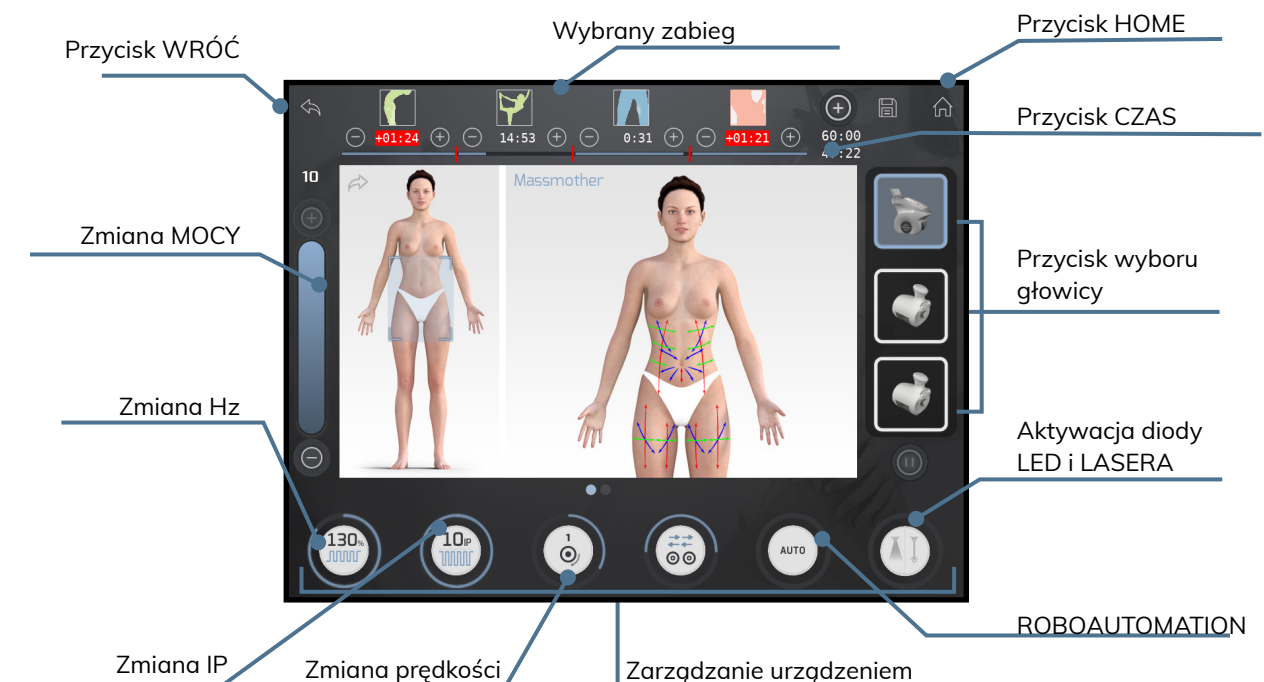 Przycisk WRÓĆ
Wybrany zabieg
Przycisk HOME
Przycisk CZAS
+01:24
14:53
0:31
+01:21
60:00
:22
10
Massmother
Zmiana MOCY
Przycisk wyboru
głowicy
Zmiana Hz
Aktywacja diody
LED i LASERA
130%
10IP
1
AUTO
ROBOAUTOMATION
Zmiana IP
Zmiana prędkości
Zarządzanie urządzeniem